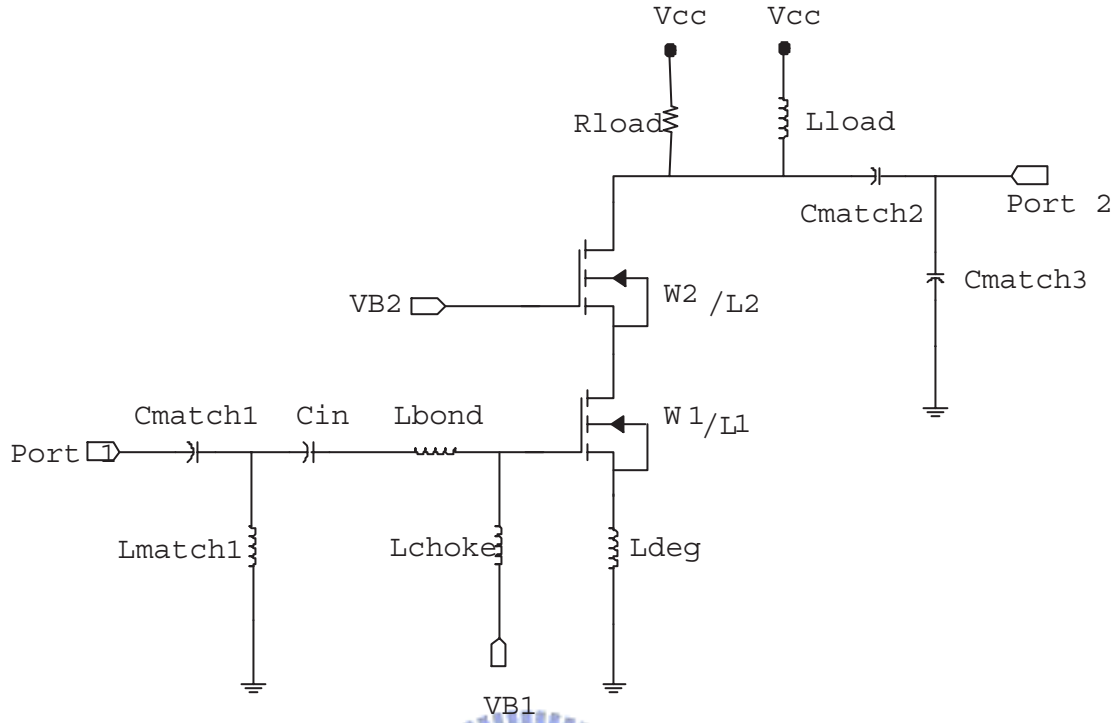 Vcc Vcc
Rload Lload
Cmatch2 Port 2
Cmatch3
VB2 W2 /L2
Cmatch1 Cin Lbond W1 /L1
Port 1
Lmatch1 Lchoke Ldeg
VB1